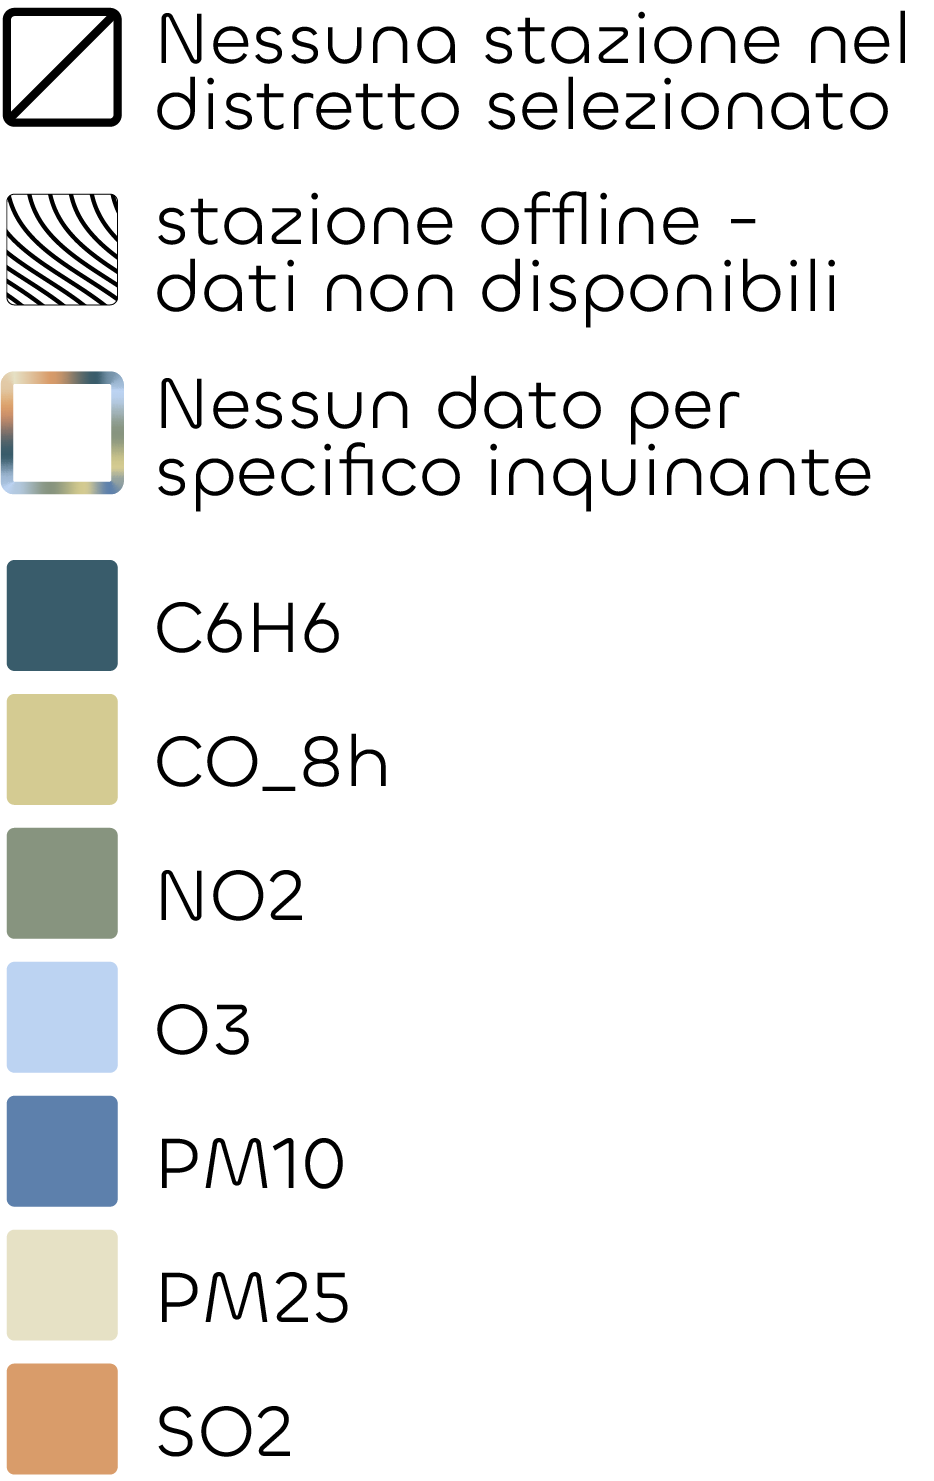 Nessuna stazione nel
distretto selezionato
stazione offline -
dati non disponibili
Nessun dato per
specifico inquinante
C6H6
CO_8h
NO2
O3
PM10
PM25
SO2